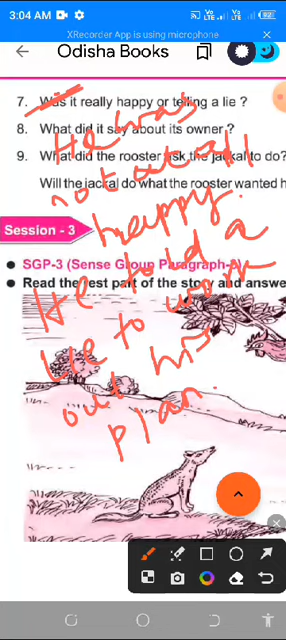 3:04 AM
XRecorder App is using microphone
Odisha Books
7. Was it really happy or telling a lie ?
8. What did it say about its owner ?
9. What did the rooster ask the jackal to do?
Will the jackal do what the rooster wanted h
He was
not at all
happy.
He told a
lie to work
out his
plan.
Session - 3
SGP-3 (Sense Group Paragraph-3)
Read the rest part of the story and answe